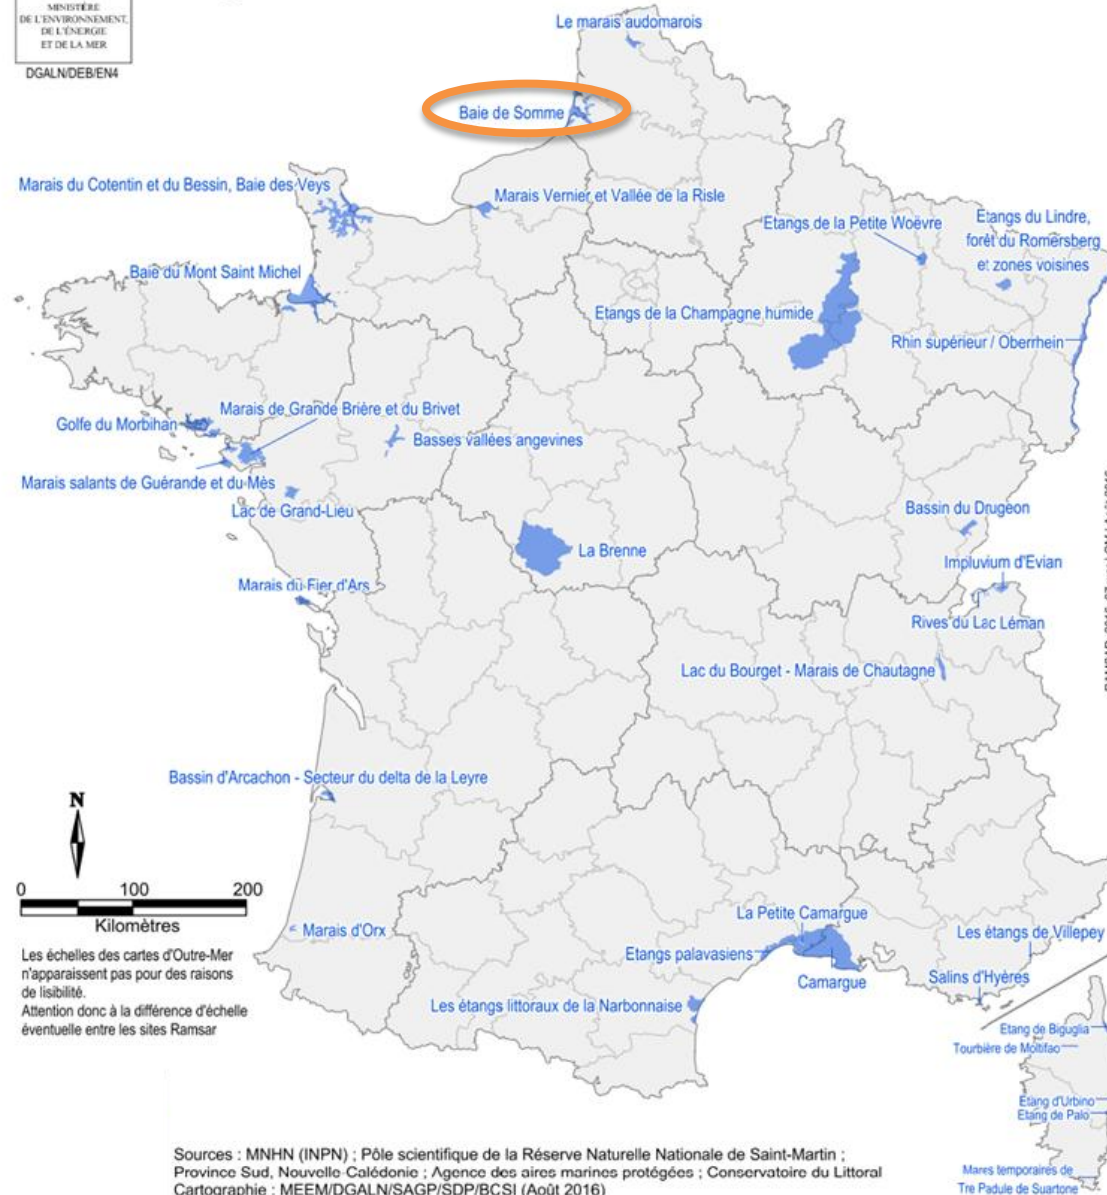 MINISTÈRE
DE L'ENVIRONNEMENT,
DE L'ÉNERGIE
ET DE LA MER
DGALN/DEB/EN4
Le marais audomarois
Baie de Somme
Marais du Cotentin et du Bessin, Baie des Veys
Marais Vernier et Vallée de la Risle
Etangs de la Petite Woëvre
Etangs du Lindre,
forêt du Romersberg
et zones voisines
Baie du Mont Saint Michel
Etangs de la Champagne humide
Rhin supérieur / Oberrhein
Golfe du Morbihan
Marais de Grande Brière et du Brivet
Basses vallées angevines
Marais salants de Guérande et du Mès
Lac de Grand-Lieu
Bassin du Drugeon
La Brenne
Impluvium d'Evian
Marais du Fier d'Ars
Rives du Lac Léman
Lac du Bourget - Marais de Chautagne
Bassin d'Arcachon - Secteur du delta de la Leyre
N
0 100 200
Kilomètres
Marais d'Orx
La Petite Camargue
Etangs palavasiens
Camargue
Les étangs de Villepey
Salins d'Hyères
Les étangs littoraux de la Narbonnaise
Les échelles des cartes d'Outre-Mer
n'apparaissent pas pour des raisons
de lisibilité.
Attention donc à la différence d'échelle
éventuelle entre les sites Ramsar
Etang de Biguglia
Tourbière de Moltifao
Etang d'Urbino
Etang de Palo
Mares temporaires de
Tre Padule de Suartone
Sources : MNHN (INPN) ; Pôle scientifique de la Réserve Naturelle Nationale de Saint-Martin ;
Province Sud, Nouvelle-Calédonie ; Agence des aires marines protégées ; Conservatoire du Littoral
Cartographie : MEEM/DGALN/SAGP/SDP/BCSI (Août 2016)